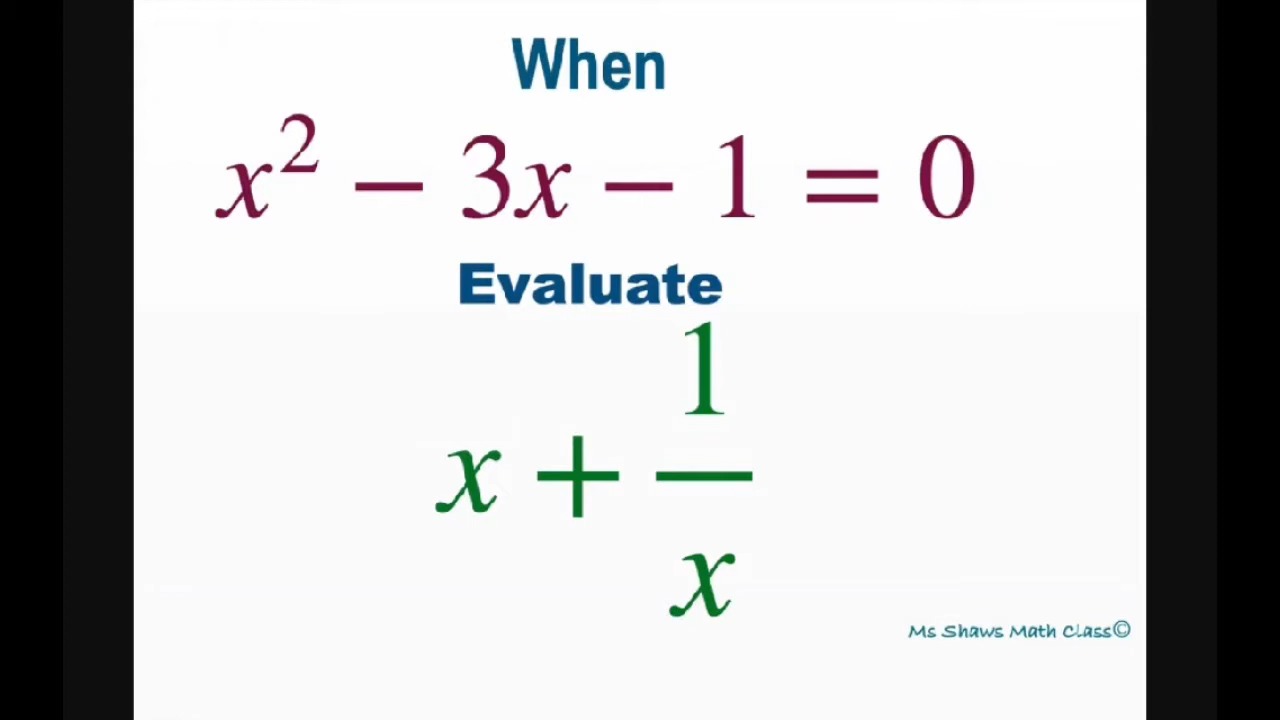 When
x² − 3x − 1 = 0
Evaluate
x + 1/x
Ms Shaws Math Class©